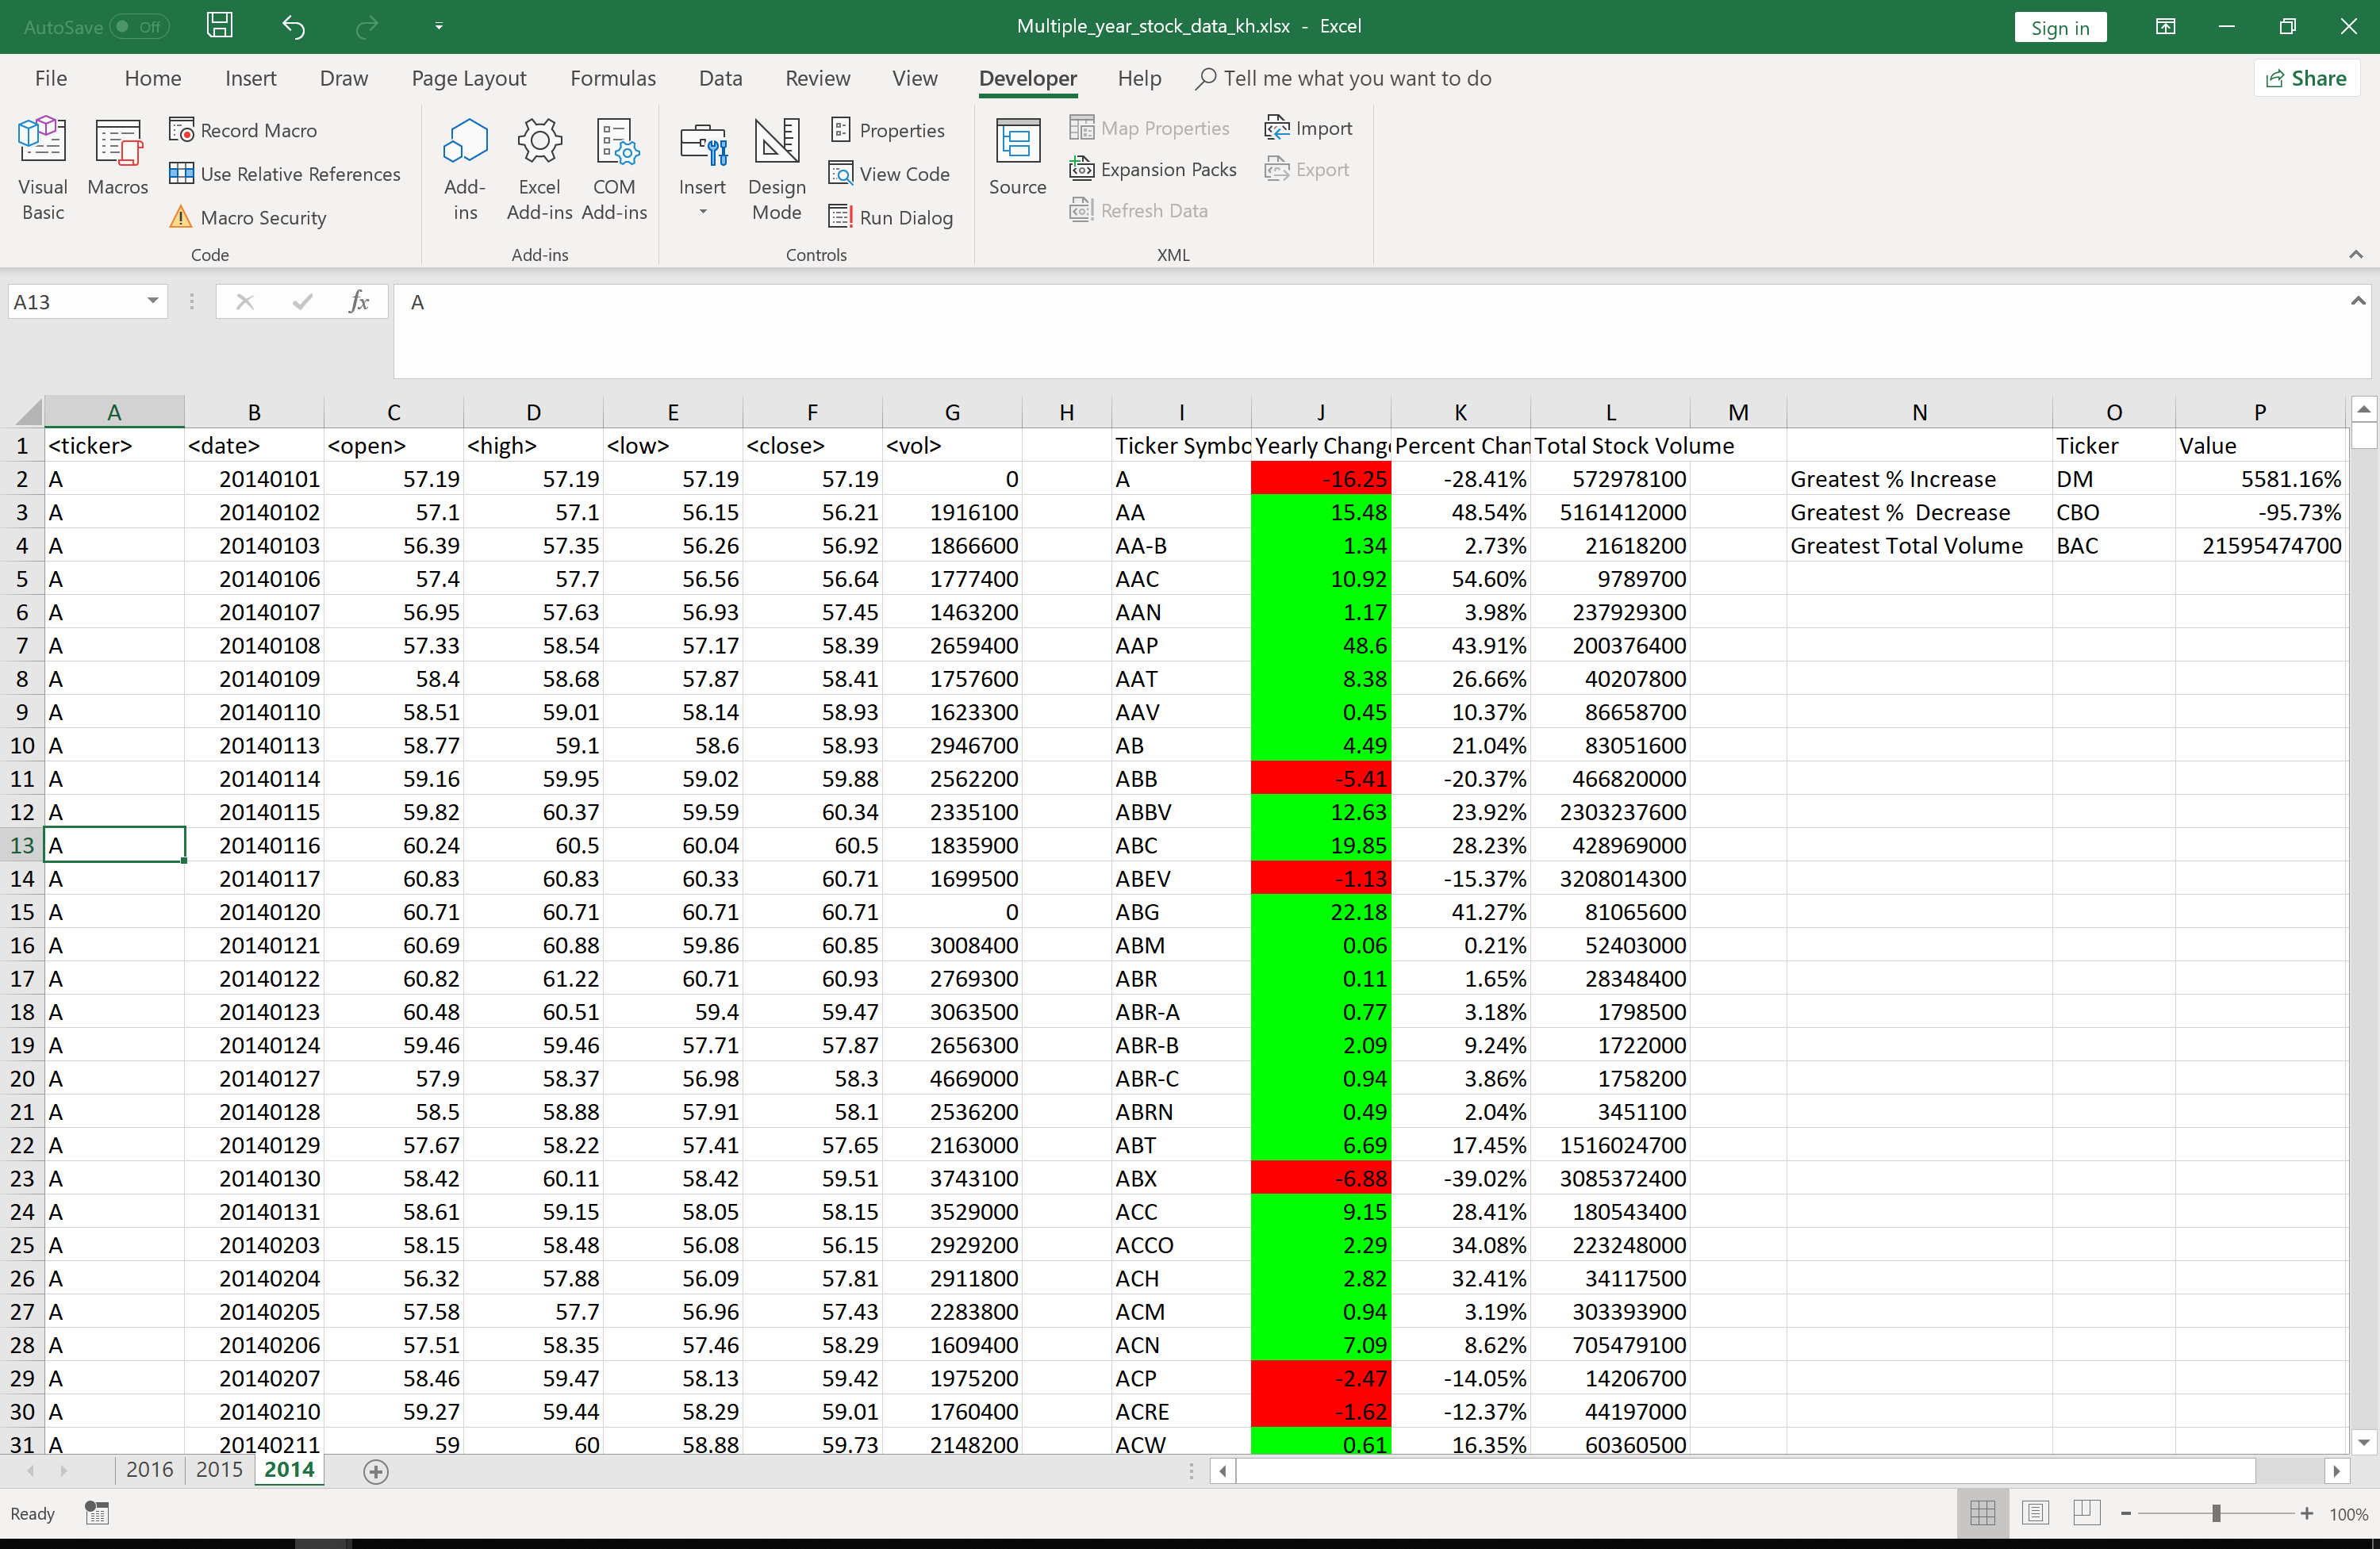 AutoSave Off Multiple_year_stock_data_kh.xlsx - Excel Sign in
File Home Insert Draw Page Layout Formulas Data Review View Developer Help Tell me what you want to do Share
Visual Basic
Macros
Record Macro
Use Relative References
Macro Security
Code
Add-ins
Excel Add-ins
COM Add-ins
Add-ins
Insert
Design Mode
Properties
View Code
Run Dialog
Controls
Source
Map Properties
Expansion Packs
Refresh Data
Import
Export
XML
A13 fx A
A B C D E F G H I J K L M N O P
1 <ticker> <date> <open> <high> <low> <close> <vol> Ticker Symbo Yearly Chang Percent Chan Total Stock Volume Ticker Value
2 A 20140101 57.19 57.19 57.19 57.19 0 A -16.25 -28.41% 572978100 Greatest % Increase DM 5581.16%
3 A 20140102 57.1 57.1 56.15 56.21 1916100 AA 15.48 48.54% 5161412000 Greatest %  Decrease CBO -95.73%
4 A 20140103 56.39 57.35 56.26 56.92 1866600 AA-B 1.34 2.73% 21618200 Greatest Total Volume BAC 21595474700
5 A 20140106 57.4 57.7 56.56 56.64 1777400 AAC 10.92 54.60% 9789700
6 A 20140107 56.95 57.63 56.93 57.45 1463200 AAN 1.17 3.98% 237929300
7 A 20140108 57.33 58.54 57.17 58.39 2659400 AAP 48.6 43.91% 200376400
8 A 20140109 58.4 58.68 57.87 58.41 1757600 AAT 8.38 26.66% 40207800
9 A 20140110 58.51 59.01 58.14 58.93 1623300 AAV 0.45 10.37% 86658700
10 A 20140113 58.77 59.1 58.6 58.93 2946700 AB 4.49 21.04% 83051600
11 A 20140114 59.16 59.95 59.02 59.88 2562200 ABB -5.41 -20.37% 466820000
12 A 20140115 59.82 60.37 59.59 60.34 2335100 ABBV 12.63 23.92% 2303237600
13 A 20140116 60.24 60.5 60.04 60.5 1835900 ABC 19.85 28.23% 428969000
14 A 20140117 60.83 60.83 60.33 60.71 1699500 ABEV -1.13 -15.37% 3208014300
15 A 20140120 60.71 60.71 60.71 60.71 0 ABG 22.18 41.27% 81065600
16 A 20140121 60.69 60.88 59.86 60.85 3008400 ABM 0.06 0.21% 52403000
17 A 20140122 60.82 61.22 60.71 60.93 2769300 ABR 0.11 1.65% 28348400
18 A 20140123 60.48 60.51 59.4 59.47 3063500 ABR-A 0.77 3.18% 1798500
19 A 20140124 59.46 59.46 57.71 57.87 2656300 ABR-B 2.09 9.24% 1722000
20 A 20140127 57.9 58.37 56.98 58.3 4669000 ABR-C 0.94 3.86% 1758200
21 A 20140128 58.5 58.88 57.91 58.1 2536200 ABRN 0.49 2.04% 3451100
22 A 20140129 57.67 58.22 57.41 57.65 2163000 ABT 6.69 17.45% 1516024700
23 A 20140130 58.42 60.11 58.42 59.51 3743100 ABX -6.88 -39.02% 3085372400
24 A 20140131 58.61 59.15 58.05 58.15 3529000 ACC 9.15 28.41% 180543400
25 A 20140203 58.15 58.48 56.08 56.15 2929200 ACCO 2.29 34.08% 223248000
26 A 20140204 56.32 57.88 56.09 57.81 2911800 ACH 2.82 32.41% 34117500
27 A 20140205 57.58 57.7 56.96 57.43 2283800 ACM 0.94 3.19% 303393900
28 A 20140206 57.51 58.35 57.46 58.29 1609400 ACN 7.09 8.62% 705479100
29 A 20140207 58.46 59.47 58.13 59.42 1975200 ACP -2.47 -14.05% 14206700
30 A 20140210 59.27 59.44 58.29 59.01 1760400 ACRE -1.62 -12.37% 44197000
31 A 20140211 59 60 58.88 59.73 2148200 ACW 0.61 16.35% 60360500
2016 2015 2014
Ready 100%